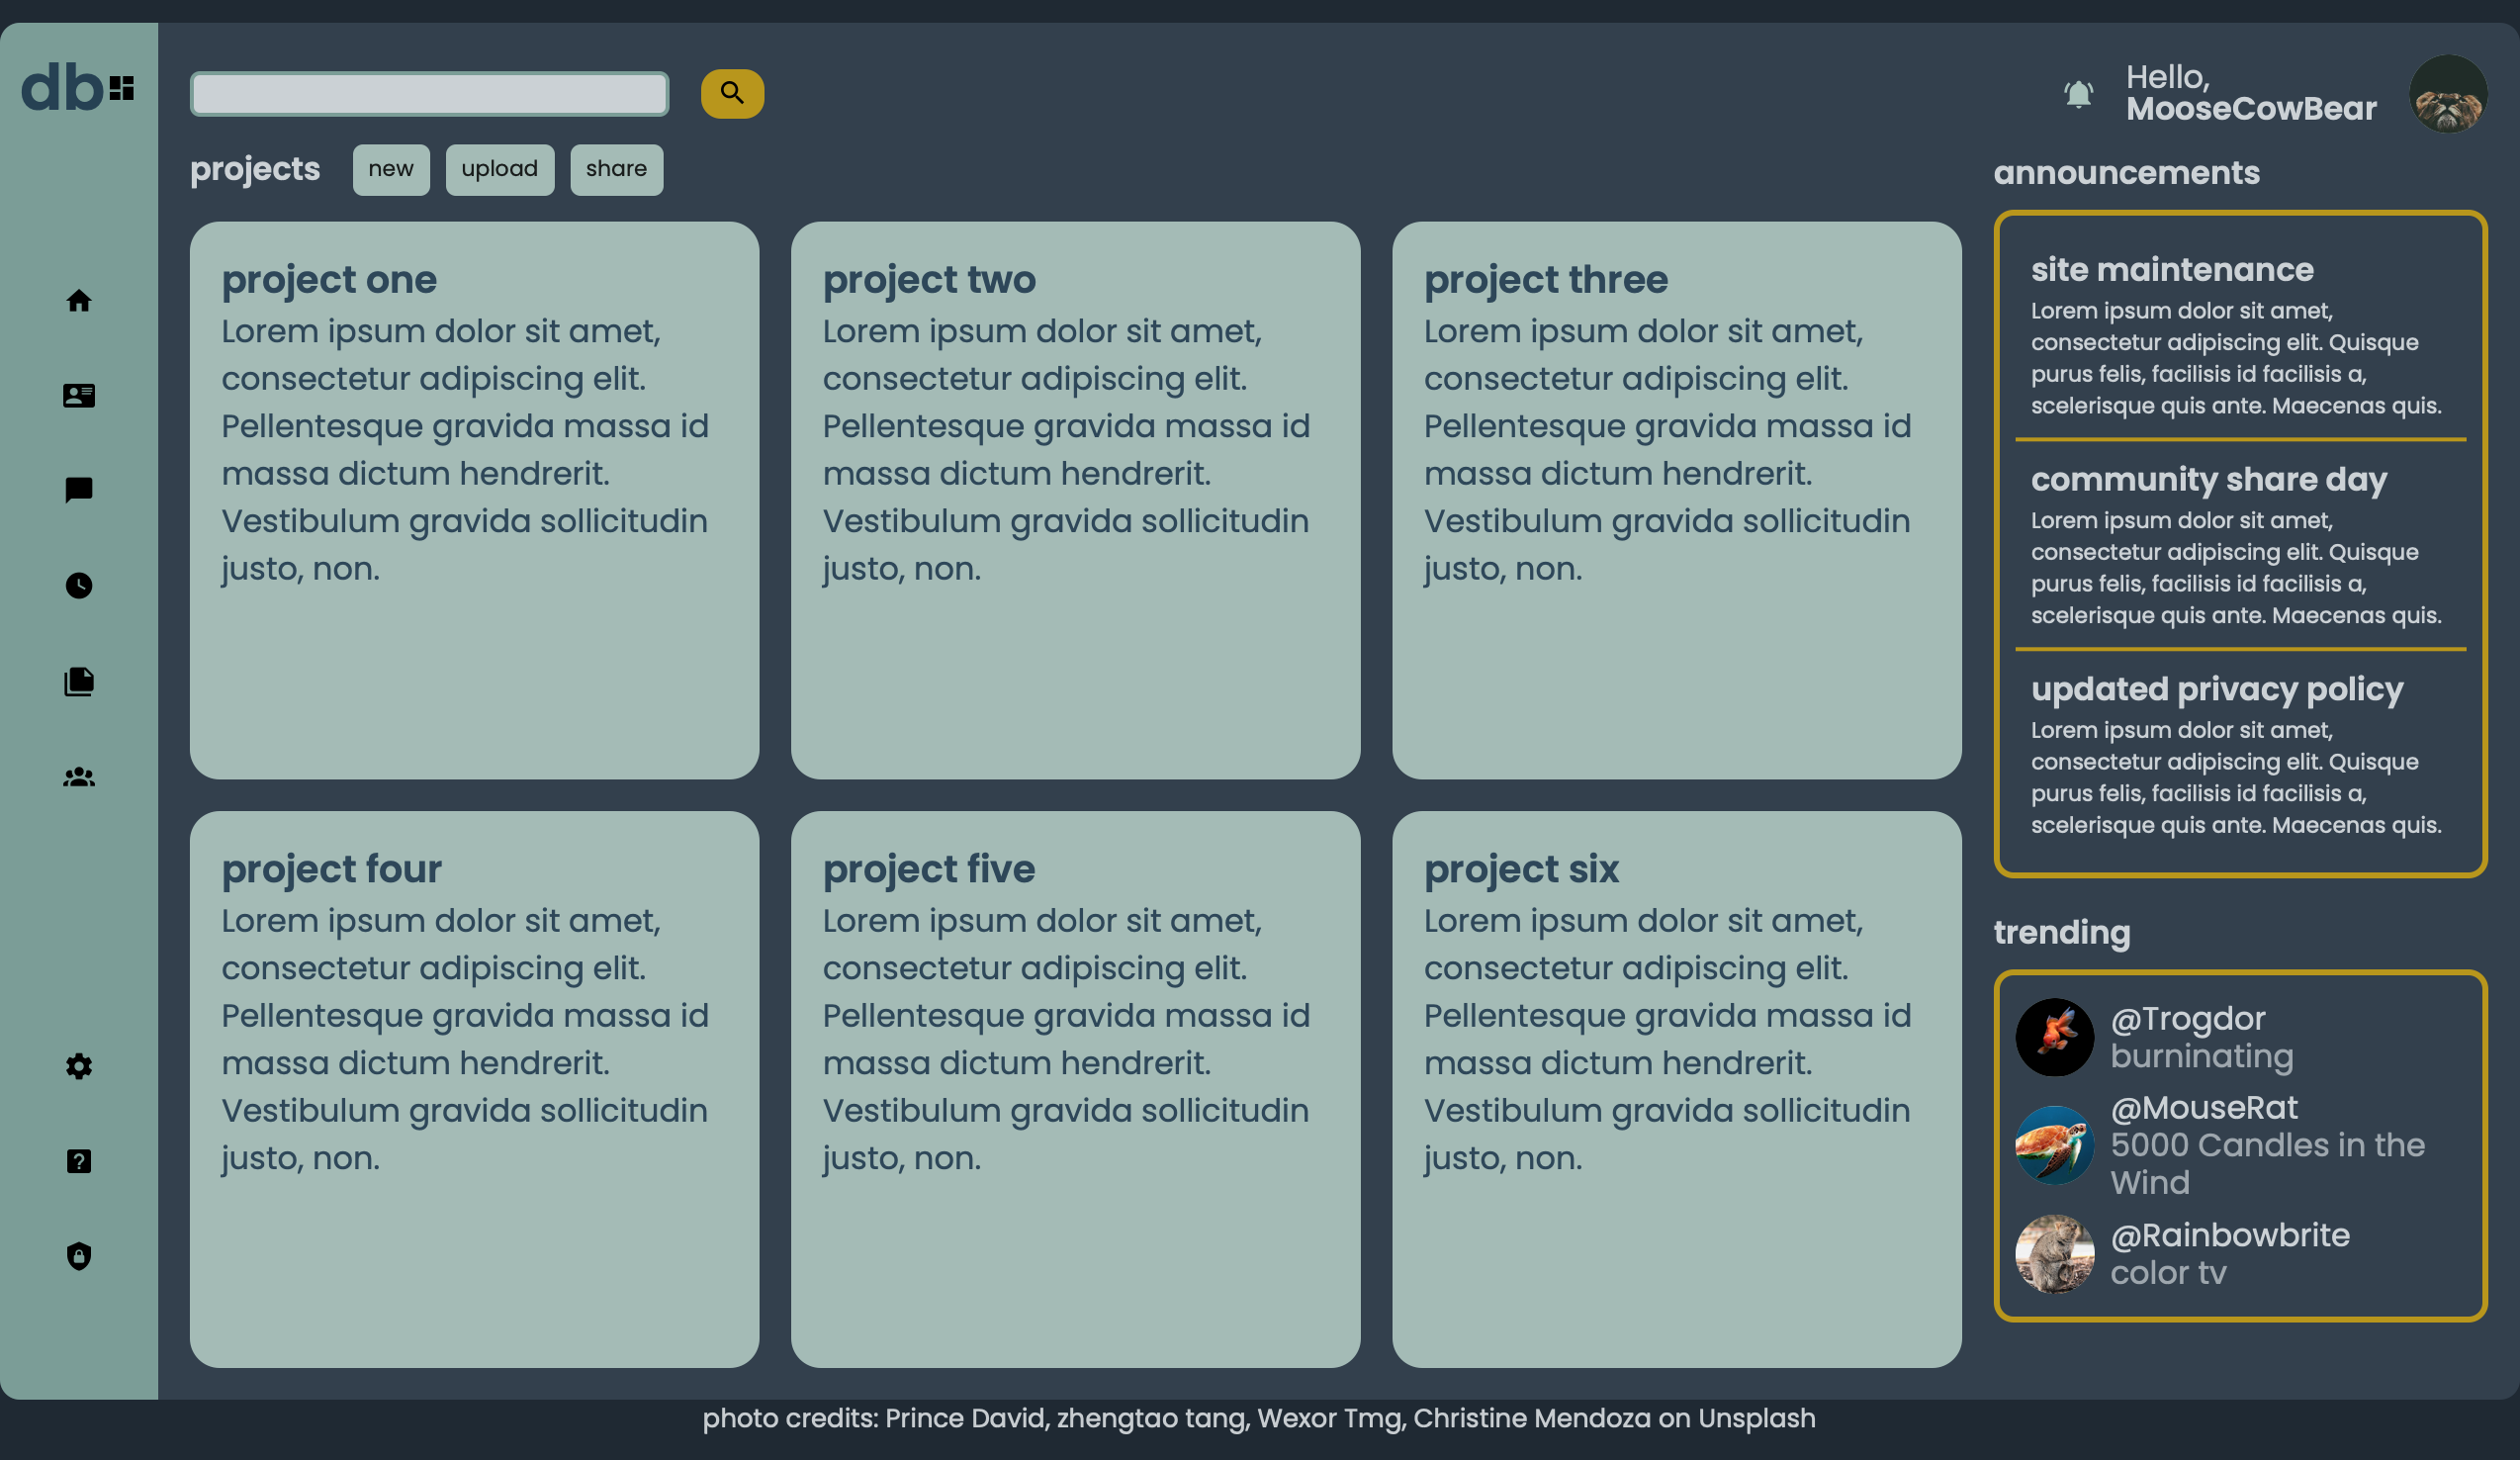 db
Hello,
MooseCowBear
projects
new
upload
share
project one
Lorem ipsum dolor sit amet,
consectetur adipiscing elit.
Pellentesque gravida massa id
massa dictum hendrerit.
Vestibulum gravida sollicitudin
justo, non.
project two
Lorem ipsum dolor sit amet,
consectetur adipiscing elit.
Pellentesque gravida massa id
massa dictum hendrerit.
Vestibulum gravida sollicitudin
justo, non.
project three
Lorem ipsum dolor sit amet,
consectetur adipiscing elit.
Pellentesque gravida massa id
massa dictum hendrerit.
Vestibulum gravida sollicitudin
justo, non.
project four
Lorem ipsum dolor sit amet,
consectetur adipiscing elit.
Pellentesque gravida massa id
massa dictum hendrerit.
Vestibulum gravida sollicitudin
justo, non.
project five
Lorem ipsum dolor sit amet,
consectetur adipiscing elit.
Pellentesque gravida massa id
massa dictum hendrerit.
Vestibulum gravida sollicitudin
justo, non.
project six
Lorem ipsum dolor sit amet,
consectetur adipiscing elit.
Pellentesque gravida massa id
massa dictum hendrerit.
Vestibulum gravida sollicitudin
justo, non.
announcements
site maintenance
Lorem ipsum dolor sit amet,
consectetur adipiscing elit. Quisque
purus felis, facilisis id facilisis a,
scelerisque quis ante. Maecenas quis.
community share day
Lorem ipsum dolor sit amet,
consectetur adipiscing elit. Quisque
purus felis, facilisis id facilisis a,
scelerisque quis ante. Maecenas quis.
updated privacy policy
Lorem ipsum dolor sit amet,
consectetur adipiscing elit. Quisque
purus felis, facilisis id facilisis a,
scelerisque quis ante. Maecenas quis.
trending
@Trogdor
burninating
@MouseRat
5000 Candles in the
Wind
@Rainbowbrite
color tv
photo credits: Prince David, zhengtao tang, Wexor Tmg, Christine Mendoza on Unsplash